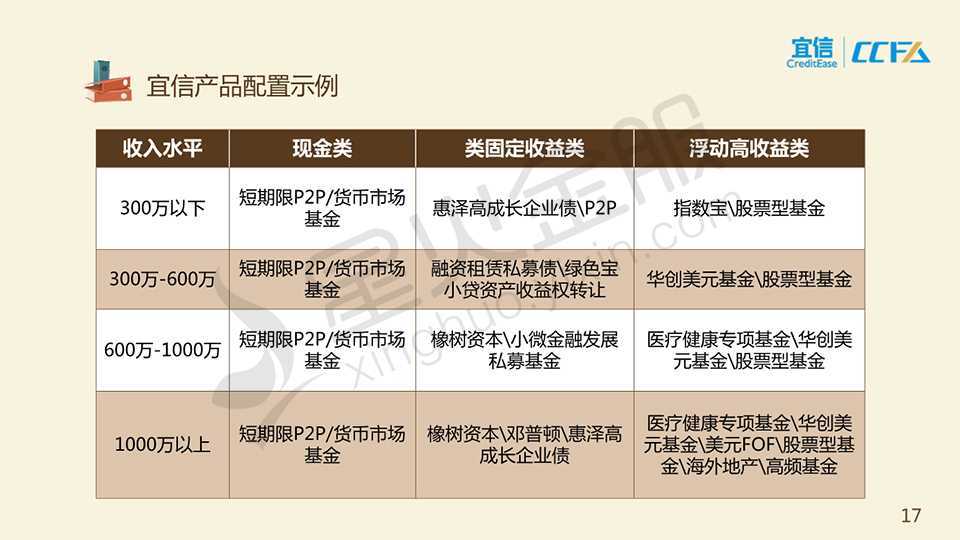 宜信
CreditEase
CCFA
宜信产品配置示例
收入水平
现金类
类固定收益类
浮动高收益类
300万以下
短期限P2P/货币市场
基金
惠泽高成长企业债\P2P
指数宝\股票型基金
300万-600万
短期限P2P/货币市场
基金
融资租赁私募债\绿色宝
小贷资产收益权转让
华创美元基金\股票型基金
600万-1000万
短期限P2P/货币市场
基金
橡树资本\小微金融发展
私募基金
医疗健康专项基金\华创美
元基金\股票型基金
1000万以上
短期限P2P/货币市场
基金
橡树资本\邓普顿\惠泽高
成长企业债
医疗健康专项基金\华创美
元基金\美元FOF\股票型基
金\海外地产\高频基金
星火金服
17